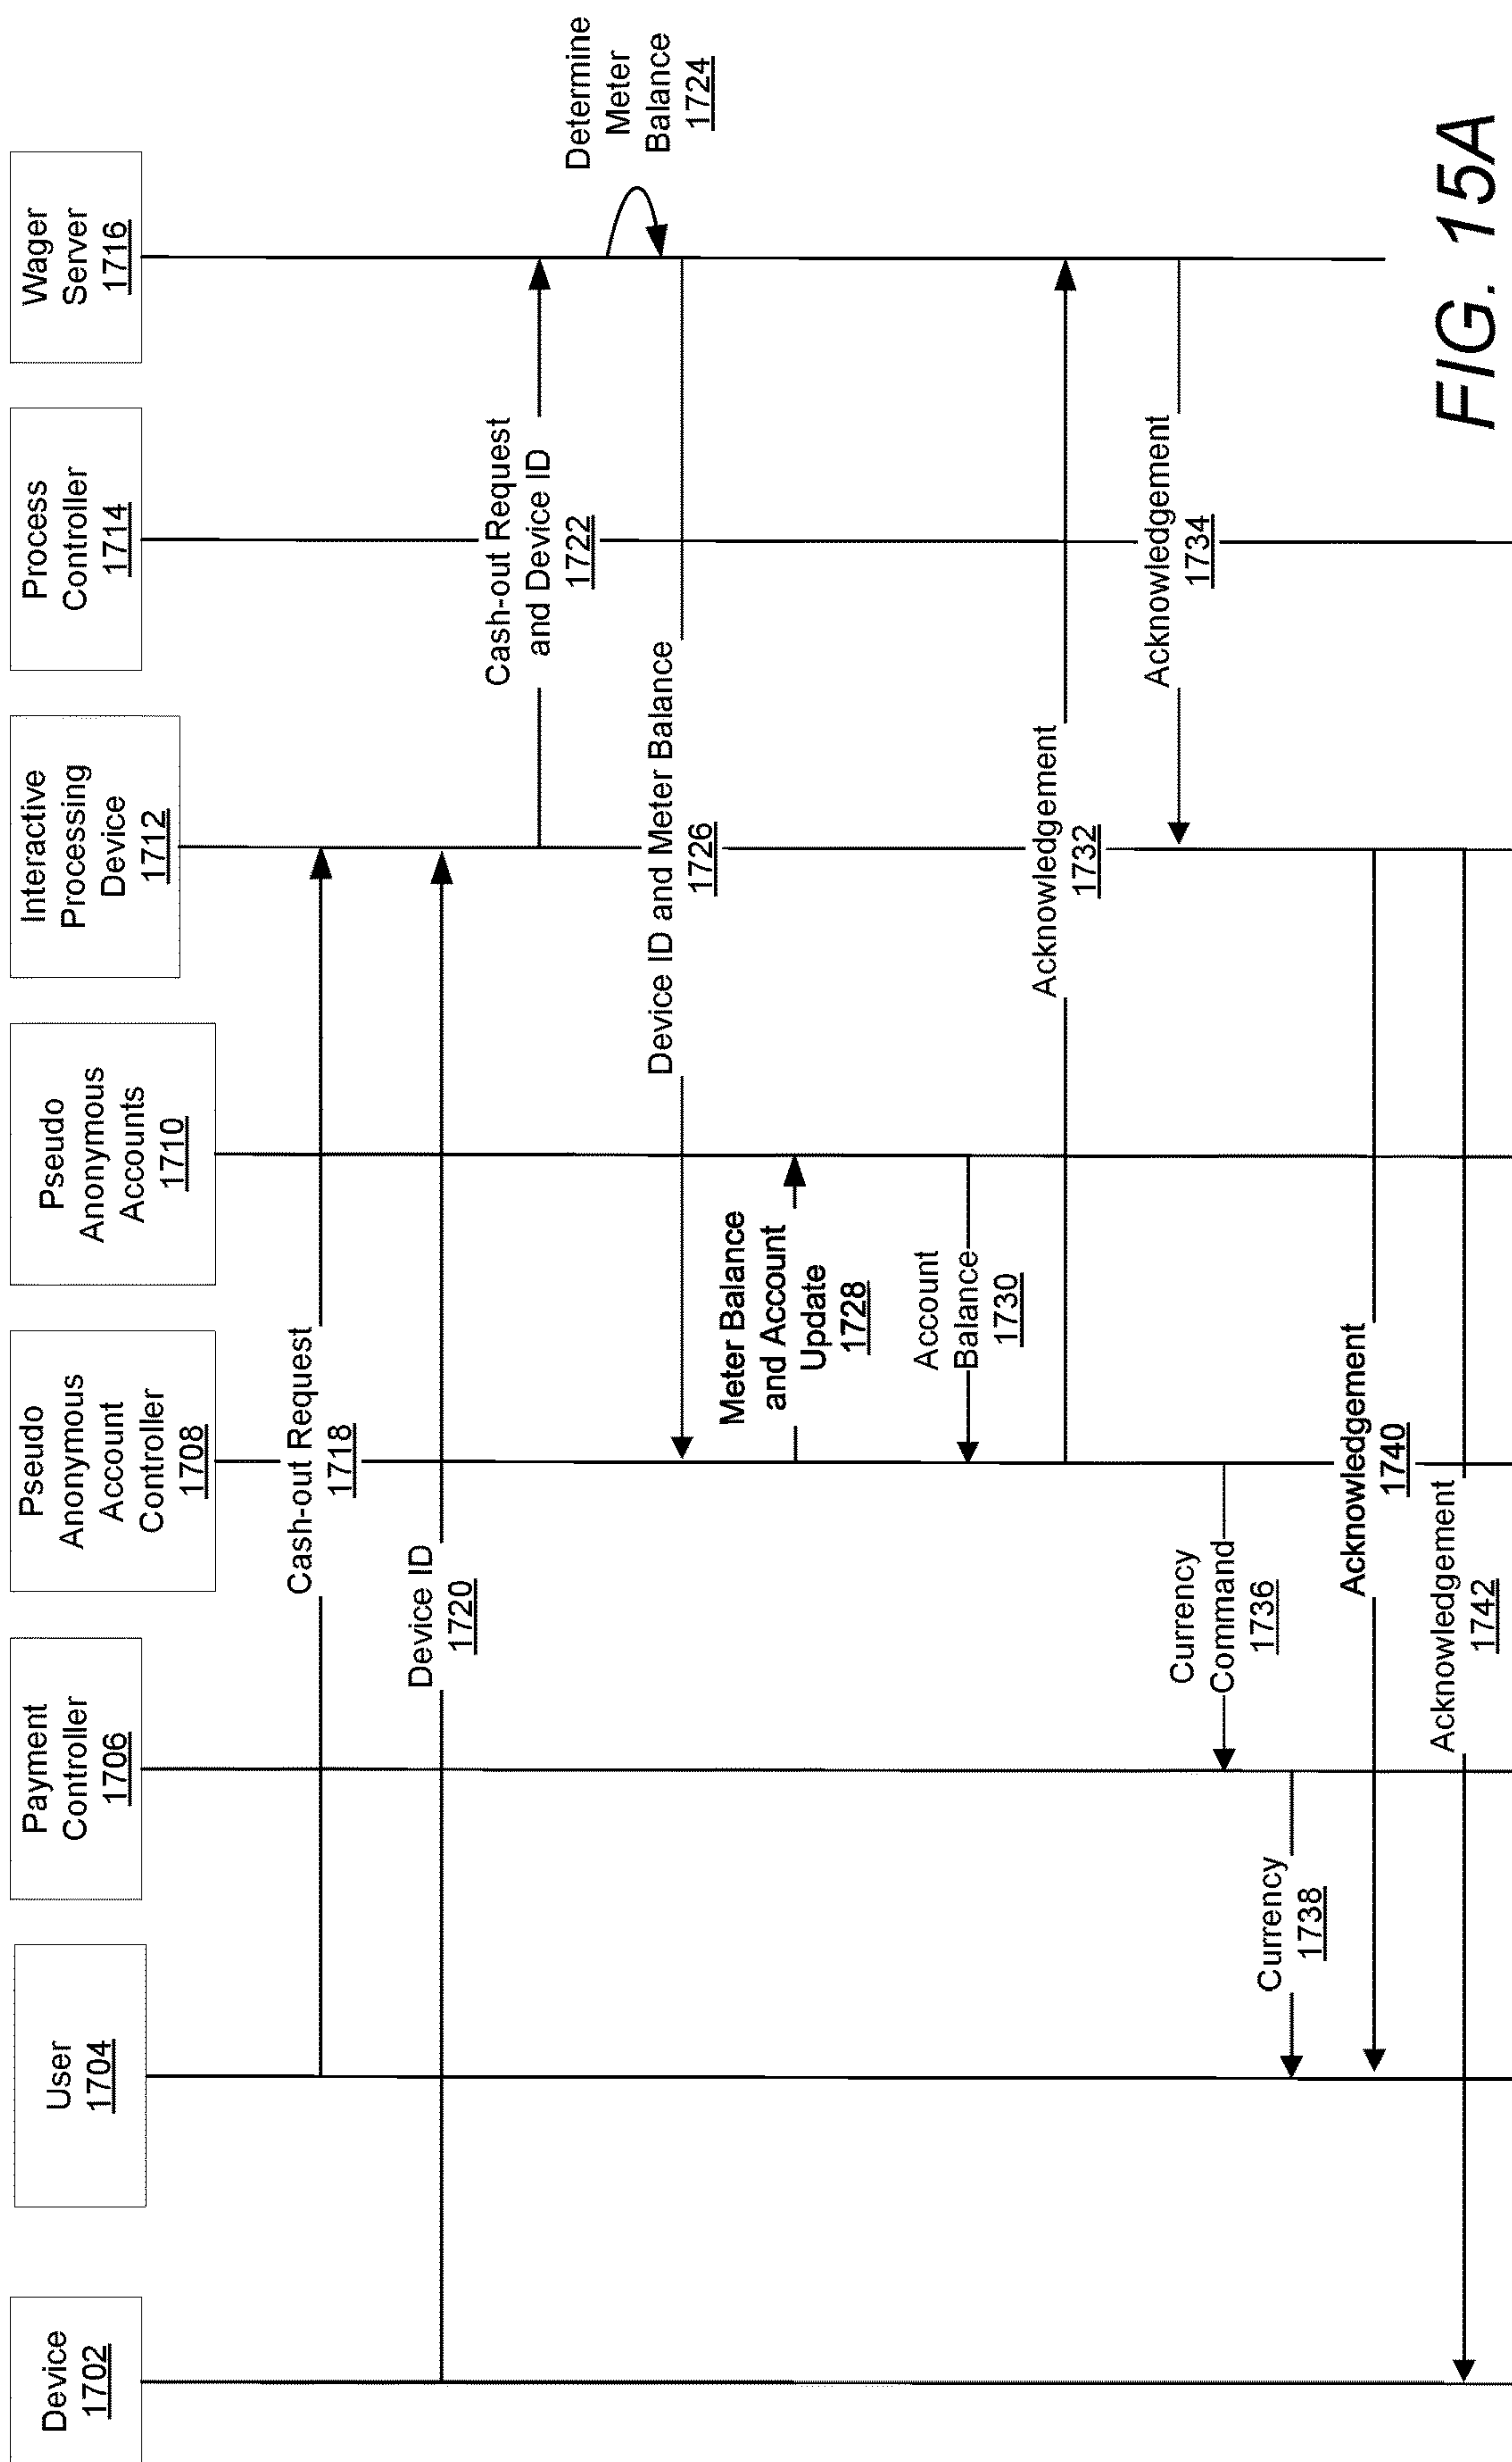 Device
1702
User
1704
Payment
Controller
1706
Pseudo
Anonymous
Account
Controller
1708
Pseudo
Anonymous
Accounts
1710
Interactive
Processing
Device
1712
Process
Controller
1714
Wager
Server
1716
Cash-out Request
1718
Device ID
1720
Cash-out Request
and Device ID
1722
Determine
Meter
Balance
1724
Device ID and Meter Balance
1726
Meter Balance
and Account
Update
1728
Account
Balance
1730
Acknowledgement
1732
Acknowledgement
1734
Currency
Command
1736
Currency
1738
Acknowledgement
1740
Acknowledgement
1742
FIG. 15A